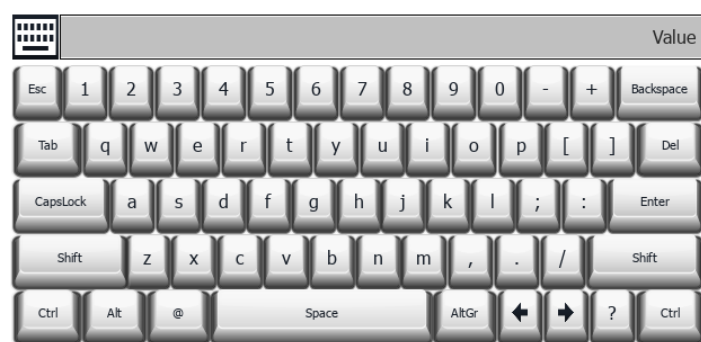 Value
Esc 1 2 3 4 5 6 7 8 9 0 - + Backspace
Tab q w e r t y u i o p [ ] Del
CapsLock a s d f g h j k l ; : Enter
Shift z x c v b n m , . / Shift
Ctrl Alt @ Space AltGr 🡄 🡆 ? Ctrl